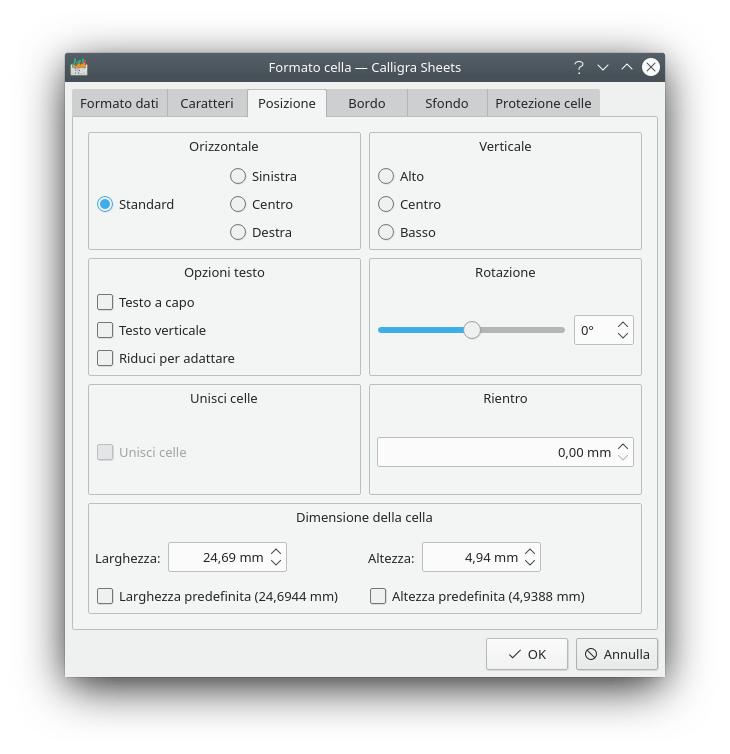 Formato cella — Calligra Sheets
Formato dati Caratteri Posizione Bordo Sfondo Protezione celle
Orizzontale
Standard
Sinistra
Centro
Destra
Verticale
Alto
Centro
Basso
Opzioni testo
Testo a capo
Testo verticale
Riduci per adattare
Rotazione
0°
Unisci celle
Unisci celle
Rientro
0,00 mm
Dimensione della cella
Larghezza: 24,69 mm Altezza: 4,94 mm
Larghezza predefinita (24,6944 mm) Altezza predefinita (4,9388 mm)
OK Annulla